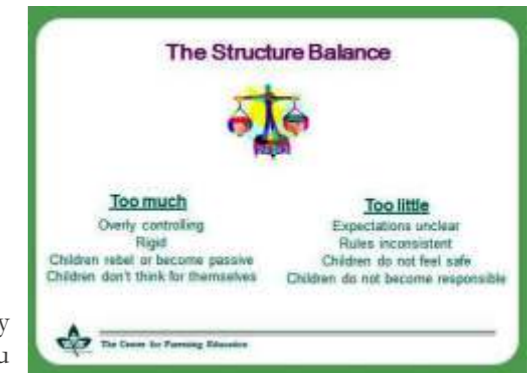 The Structure Balance
Too much
Overly controlling
Rigid
Children rebel or become passive
Children don't think for themselves
Too little
Expectations unclear
Rules inconsistent
Children do not feel safe
Children do not become responsible
The Center for Parenting Education
y
u